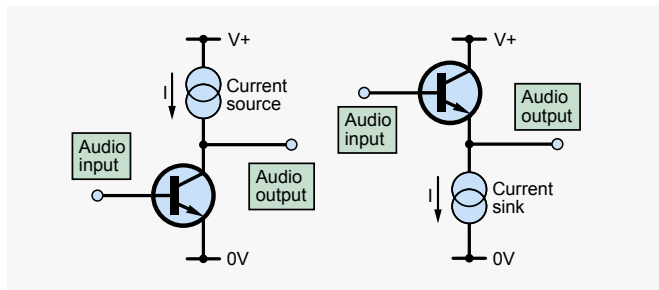 V+
I
Current
source
Audio
input
Audio
output
0V
V+
Audio
input
Audio
output
I
Current
sink
0V